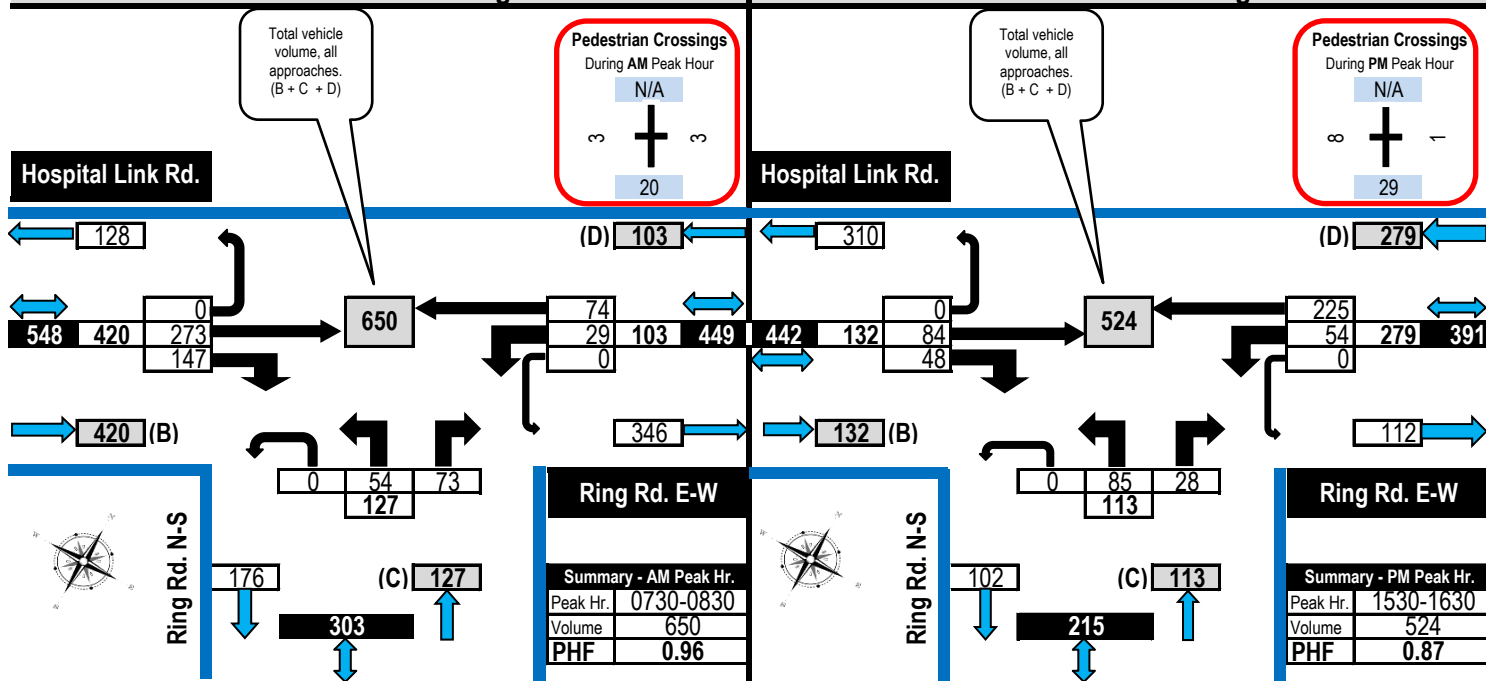 Total vehicle
volume, all
approaches.
(B + C + D)
Pedestrian Crossings
During AM Peak Hour
N/A
3
3
20
Hospital Link Rd.
128
(D) 103
0
74
650
548 420 273
29 103 449
147
0
420 (B)
346
0 54 73
127
Ring Rd. E-W
Ring Rd. N-S
176
(C) 127
303
Summary - AM Peak Hr.
Peak Hr. 0730-0830
Volume 650
PHF 0.96
Total vehicle
volume, all
approaches.
(B + C + D)
Pedestrian Crossings
During PM Peak Hour
N/A
8
1
29
Hospital Link Rd.
310
(D) 279
0
225
524
442 132 84
54 279 391
48
0
132 (B)
112
0 85 28
113
Ring Rd. E-W
Ring Rd. N-S
102
(C) 113
215
Summary - PM Peak Hr.
Peak Hr. 1530-1630
Volume 524
PHF 0.87